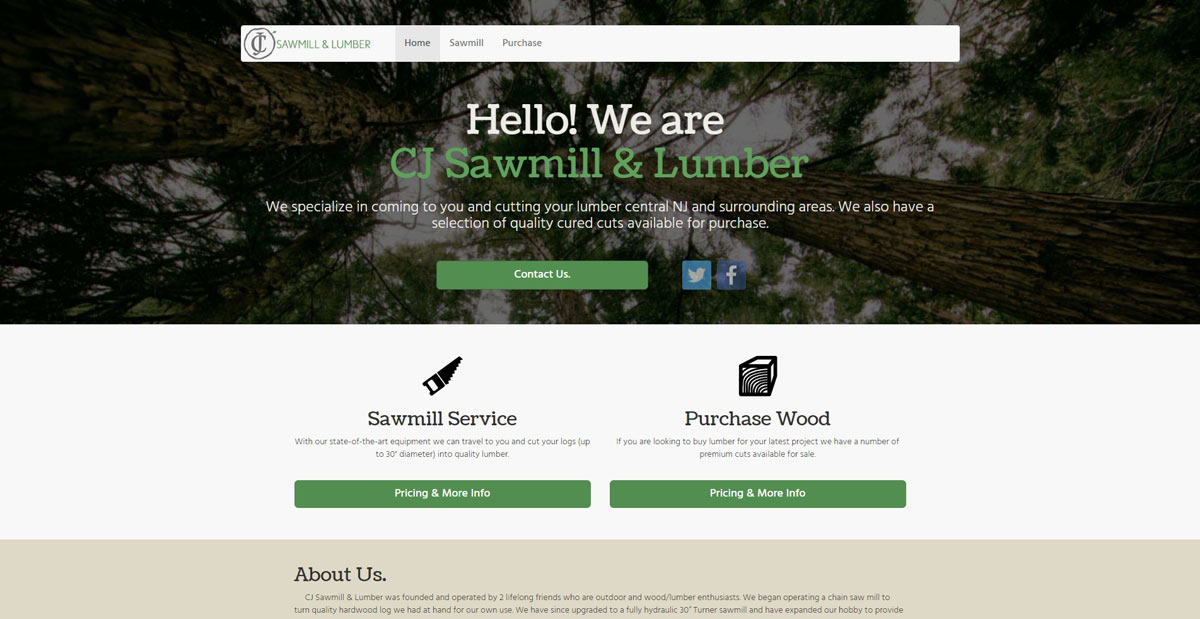 CJ SAWMILL & LUMBER Home Sawmill Purchase
Hello! We are
CJ Sawmill & Lumber
We specialize in coming to you and cutting your lumber central NJ and surrounding areas. We also have a
selection of quality cured cuts available for purchase.
Contact Us.
Sawmill Service
With our state-of-the-art equipment we can travel to you and cut your logs (up
to 30" diameter) into quality lumber.
Pricing & More Info
Purchase Wood
If you are looking to buy lumber for your latest project we have a number of
premium cuts available for sale.
Pricing & More Info
About Us.
CJ Sawmill & Lumber was founded and operated by 2 lifelong friends who are outdoor and wood/lumber enthusiasts. We began operating a chain saw mill to
turn quality hardwood log we had at hand for our own use. We have since upgraded to a fully hydraulic 30" Turner sawmill and have expanded our hobby to provide